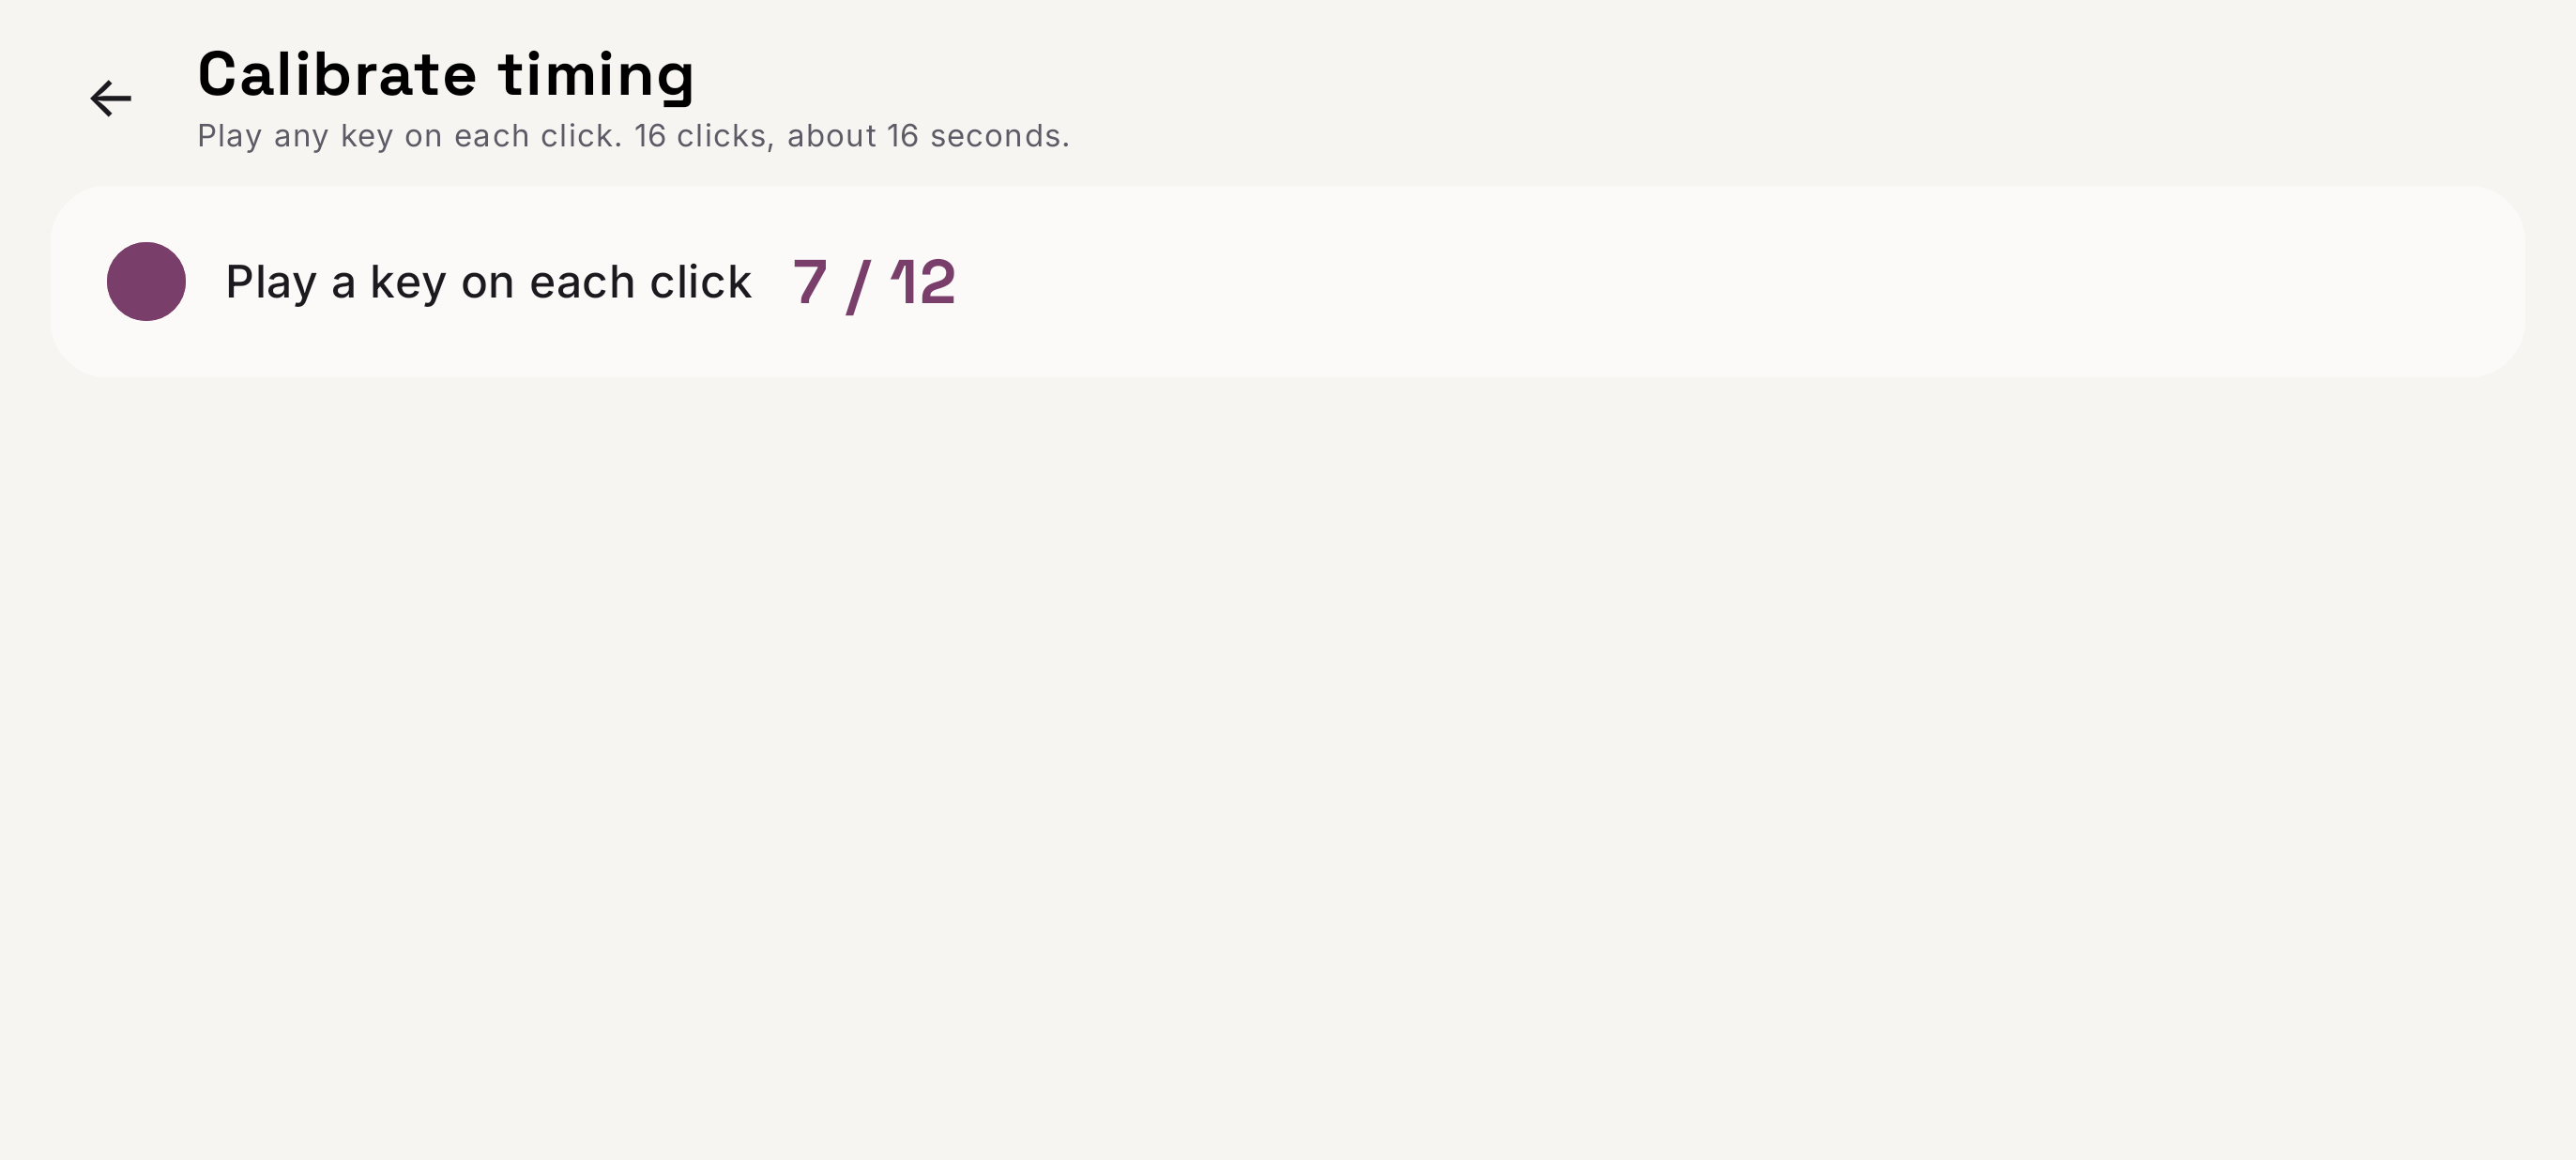 Calibrate timing
Play any key on each click. 16 clicks, about 16 seconds.
Play a key on each click 7 / 12